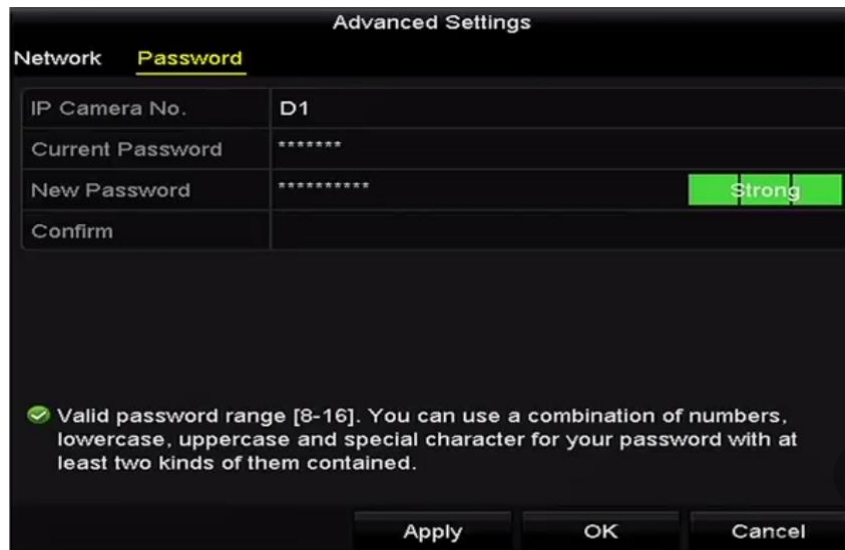 Advanced Settings
Network Password
IP Camera No. D1
Current Password *******
New Password ********** Strong
Confirm
Valid password range [8-16]. You can use a combination of numbers,
lowercase, uppercase and special character for your password with at
least two kinds of them contained.
Apply OK Cancel